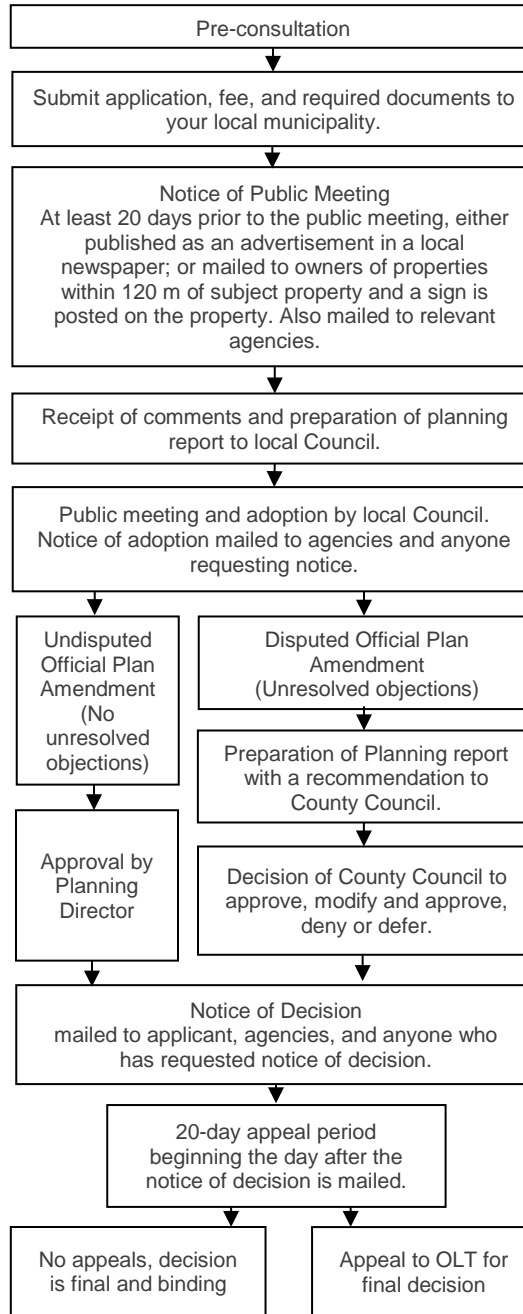 Pre-consultation
Submit application, fee, and required documents to
your local municipality.
Notice of Public Meeting
At least 20 days prior to the public meeting, either
published as an advertisement in a local
newspaper; or mailed to owners of properties
within 120 m of subject property and a sign is
posted on the property. Also mailed to relevant
agencies.
Receipt of comments and preparation of planning
report to local Council.
Public meeting and adoption by local Council.
Notice of adoption mailed to agencies and anyone
requesting notice.
Undisputed
Official Plan
Amendment
(No
unresolved
objections)
Disputed Official Plan
Amendment
(Unresolved objections)
Preparation of Planning report
with a recommendation to
County Council.
Approval by
Planning
Director
Decision of County Council to
approve, modify and approve,
deny or defer.
Notice of Decision
mailed to applicant, agencies, and anyone who
has requested notice of decision.
20-day appeal period
beginning the day after the
notice of decision is mailed.
No appeals, decision
is final and binding
Appeal to OLT for
final decision